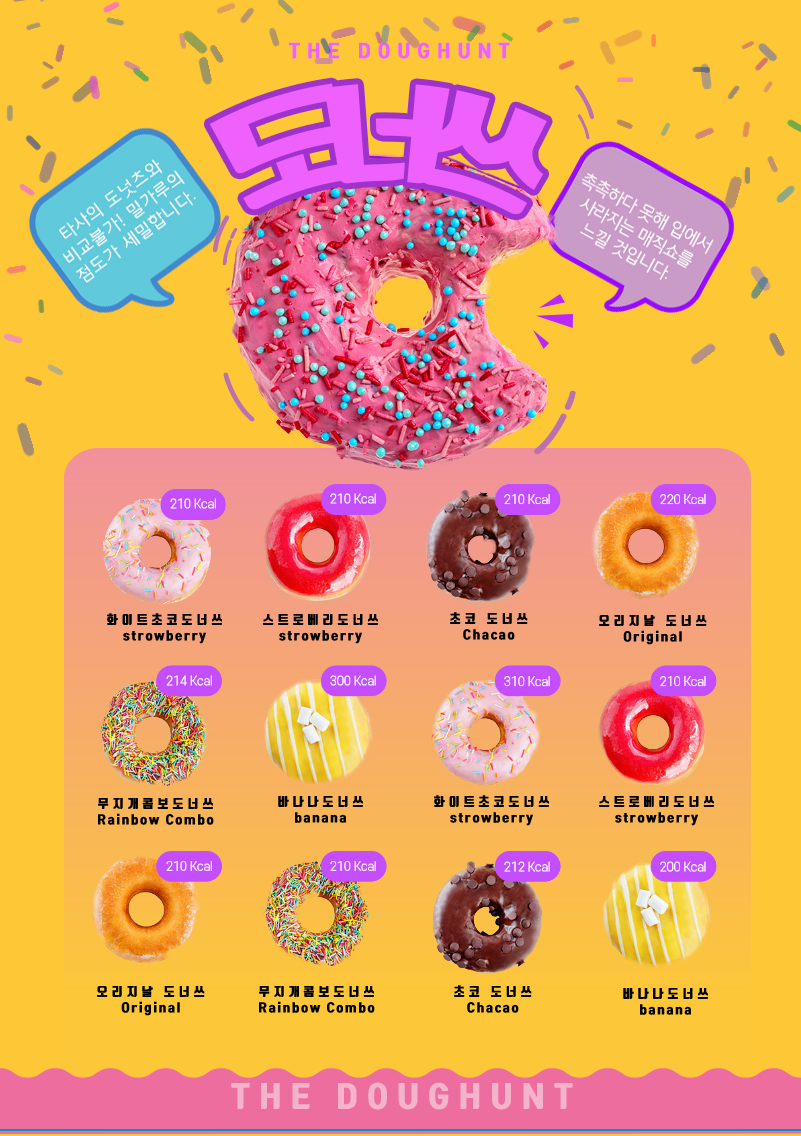 THE DOUGHUNT
도너쓰
타사의 도넛츠와
비교불가! 밀가루의
점도가 세밀합니다.
촉촉하다 못해 입에서
사라지는 매직쇼를
느낄 것입니다.
210 Kcal
210 Kcal
210 Kcal
220 Kcal
화이트초코도너쓰
strowberry
스트로베리도너쓰
strowberry
초코 도너쓰
Chacao
오리지날 도너쓰
Original
214 Kcal
300 Kcal
310 Kcal
210 Kcal
무지개콤보도너쓰
Rainbow Combo
바나나도너쓰
banana
화이트초코도너쓰
strowberry
스트로베리도너쓰
strowberry
210 Kcal
210 Kcal
212 Kcal
200 Kcal
오리지날 도너쓰
Original
무지개콤보도너쓰
Rainbow Combo
초코 도너쓰
Chacao
바나나도너쓰
banana
THE DOUGHUNT